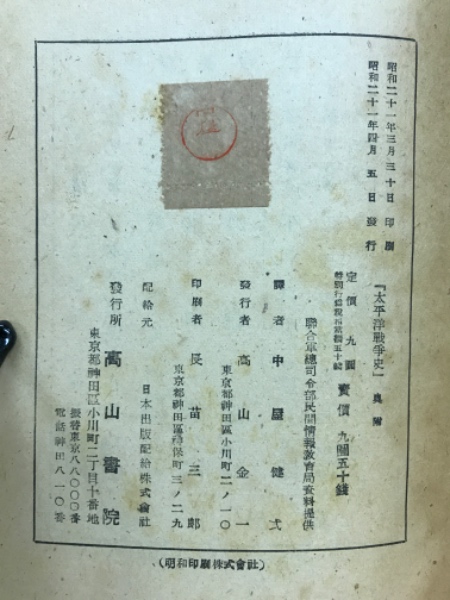 昭和二十一年三月三十日印刷
昭和二十一年四月五日發行
『太平洋戰爭史』奥附
定價九圓 賣價九圓五十錢
聯合軍總司令部民間情報教育局資料提供
譯者 中屋健弌
東京都神田區小川町二ノ一〇
發行者 高山金一
東京都神田區神保町三ノ二九
印刷者 長苗三郎
配給元 日本出版配給株式會社
東京都神田區小川町二丁目十番地
發行所 高山書院
振替東京八八〇〇〇番
電話神田八一〇番
(明和印刷株式會社)